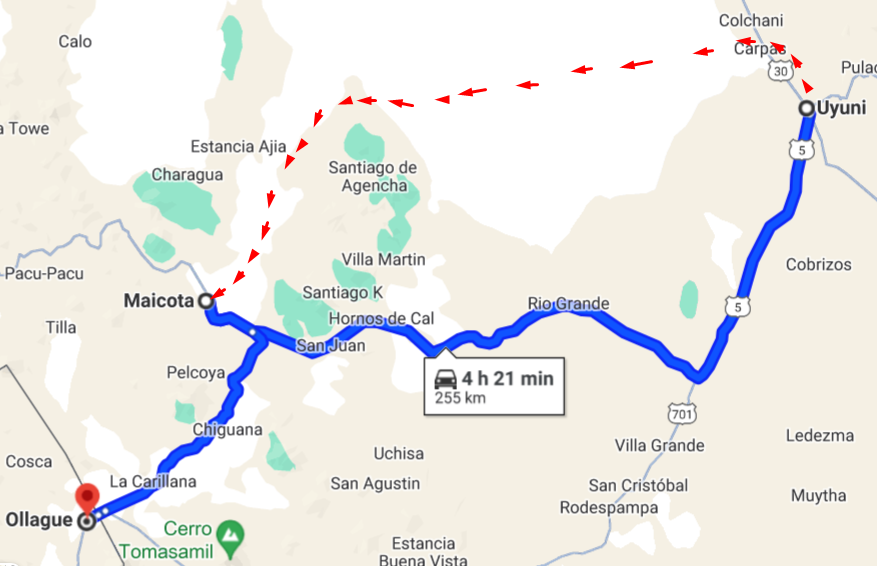 Colchani
Calo
Carpas
30
Pulac
Uyuni
a Towe
5
Estancia Ajia
Santiago de
Agencha
Charagua
Villa Martin
Cobrizos
Pacu-Pacu
Santiago K
Maicota
Rio Grande
5
Hornos de Cal
Tilla
San Juan
Pelcoya
4 h 21 min
255 km
701
Chiguana
Ledezma
Villa Grande
Uchisa
Cosca
La Carillana
San Agustin
San Cristóbal
Muytha
Rodespampa
Ollague
Cerro
Tomasamil
Estancia
Buena Vista